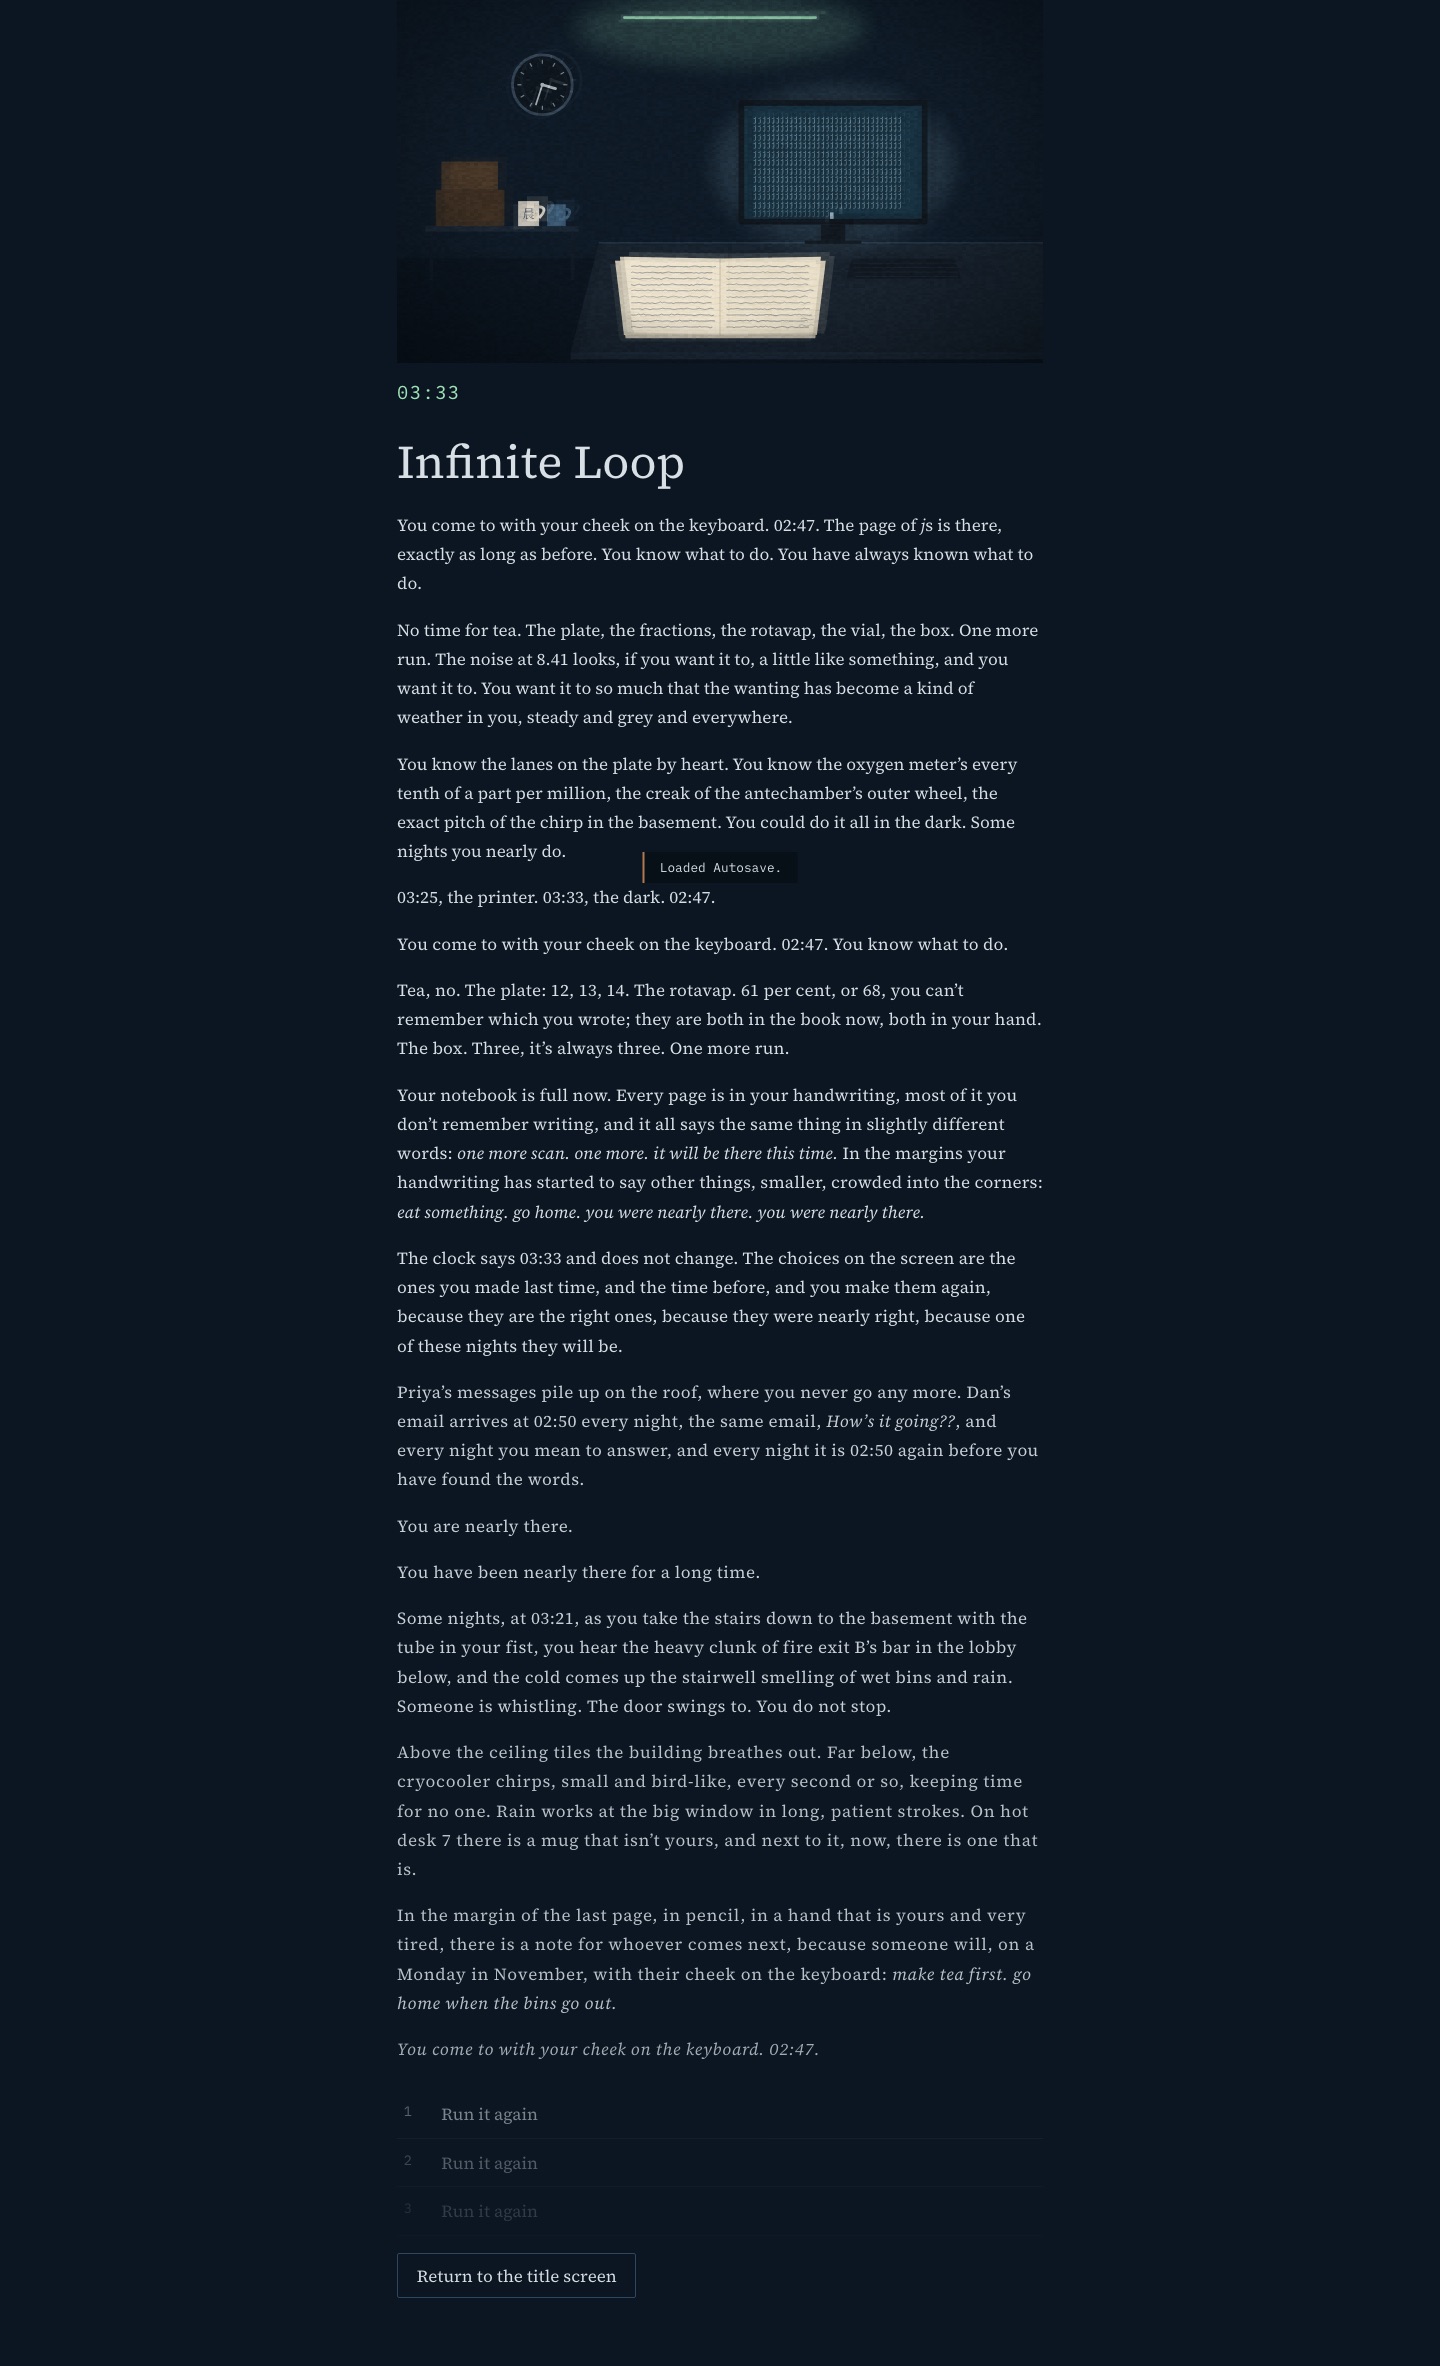 晨
03:33
Infinite Loop
You come to with your cheek on the keyboard. 02:47. The page of js is there,
exactly as long as before. You know what to do. You have always known what to
do.
No time for tea. The plate, the fractions, the rotavap, the vial, the box. One more
run. The noise at 8.41 looks, if you want it to, a little like something, and you
want it to. You want it to so much that the wanting has become a kind of
weather in you, steady and grey and everywhere.
You know the lanes on the plate by heart. You know the oxygen meter’s every
tenth of a part per million, the creak of the antechamber’s outer wheel, the
exact pitch of the chirp in the basement. You could do it all in the dark. Some
nights you nearly do.
Loaded Autosave.
03:25, the printer. 03:33, the dark. 02:47.
You come to with your cheek on the keyboard. 02:47. You know what to do.
Tea, no. The plate: 12, 13, 14. The rotavap. 61 per cent, or 68, you can’t
remember which you wrote; they are both in the book now, both in your hand.
The box. Three, it’s always three. One more run.
Your notebook is full now. Every page is in your handwriting, most of it you
don’t remember writing, and it all says the same thing in slightly different
words: one more scan. one more. it will be there this time. In the margins your
handwriting has started to say other things, smaller, crowded into the corners:
eat something. go home. you were nearly there. you were nearly there.
The clock says 03:33 and does not change. The choices on the screen are the
ones you made last time, and the time before, and you make them again,
because they are the right ones, because they were nearly right, because one
of these nights they will be.
Priya’s messages pile up on the roof, where you never go any more. Dan’s
email arrives at 02:50 every night, the same email, How’s it going??, and
every night you mean to answer, and every night it is 02:50 again before you
have found the words.
You are nearly there.
You have been nearly there for a long time.
Some nights, at 03:21, as you take the stairs down to the basement with the
tube in your fist, you hear the heavy clunk of fire exit B’s bar in the lobby
below, and the cold comes up the stairwell smelling of wet bins and rain.
Someone is whistling. The door swings to. You do not stop.
Above the ceiling tiles the building breathes out. Far below, the
cryocooler chirps, small and bird-like, every second or so, keeping time
for no one. Rain works at the big window in long, patient strokes. On hot
desk 7 there is a mug that isn’t yours, and next to it, now, there is one that
is.
In the margin of the last page, in pencil, in a hand that is yours and very
tired, there is a note for whoever comes next, because someone will, on a
Monday in November, with their cheek on the keyboard: make tea first. go
home when the bins go out.
You come to with your cheek on the keyboard. 02:47.
1 Run it again
2 Run it again
3 Run it again
Return to the title screen